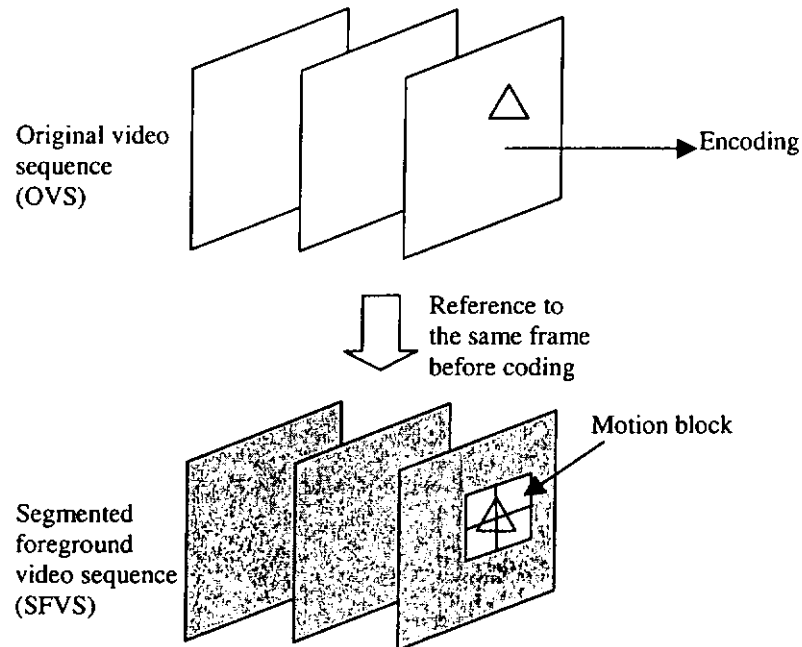 Original video
sequence
(OVS)
Encoding
Reference to
the same frame
before coding
Motion block
Segmented
foreground
video sequence
(SFVS)